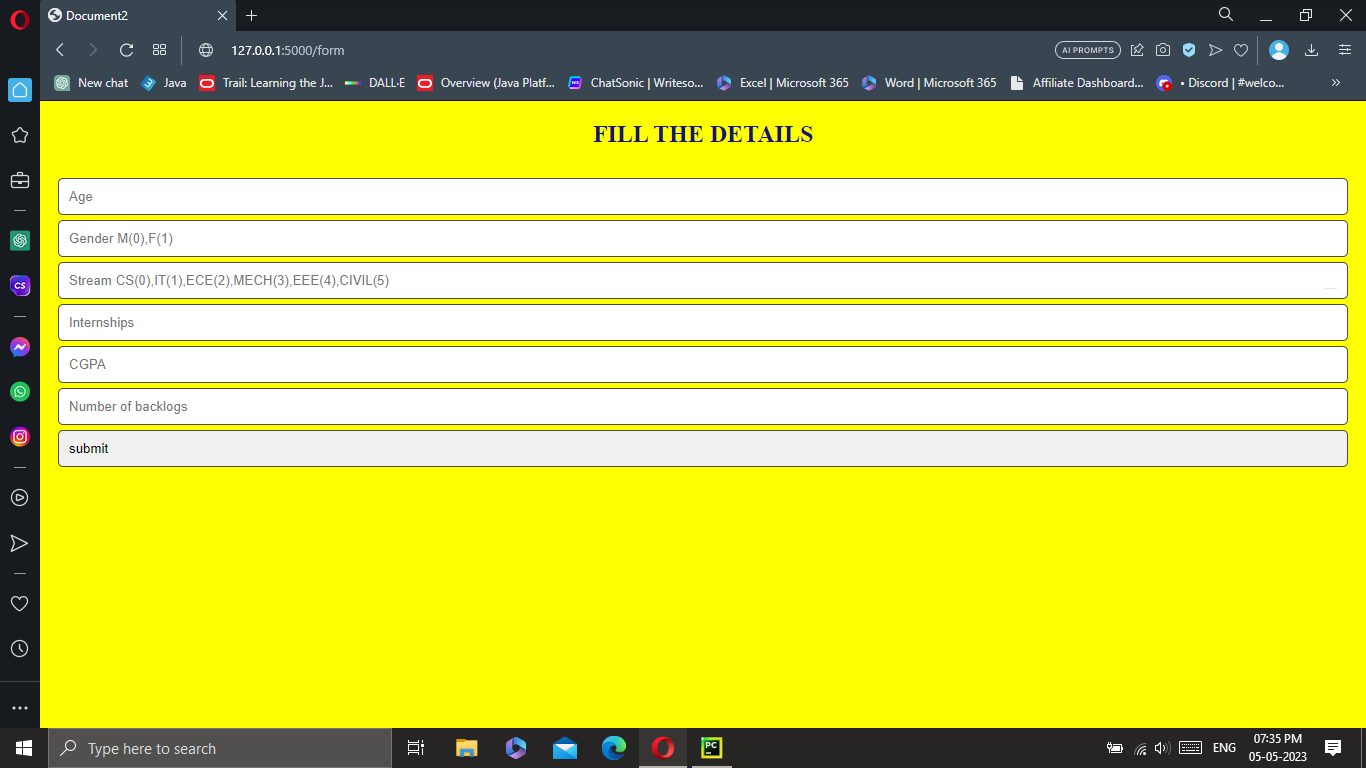 Document2
127.0.0.1:5000/form
AI PROMPTS
New chat Java Trail: Learning the J... DALL·E Overview (Java Platf... ChatSonic | Writeso... Excel | Microsoft 365 Word | Microsoft 365 Affiliate Dashboard... • Discord | #welco...
FILL THE DETAILS
Age
Gender M(0),F(1)
Stream CS(0),IT(1),ECE(2),MECH(3),EEE(4),CIVIL(5)
Internships
CGPA
Number of backlogs
submit
CS
Type here to search
PC
ENG
07:35 PM
05-05-2023